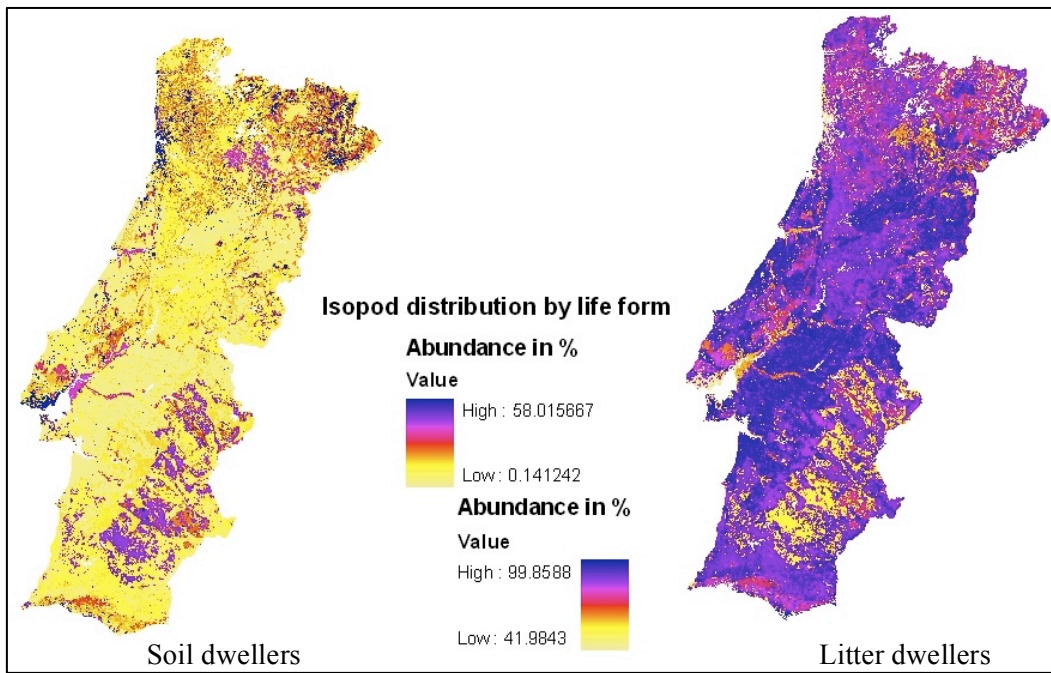 Isopod distribution by life form
Abundance in %
Value
High : 58.015667
Low : 0.141242
Abundance in %
Value
High : 99.8588
Low : 41.9843
Soil dwellers
Litter dwellers